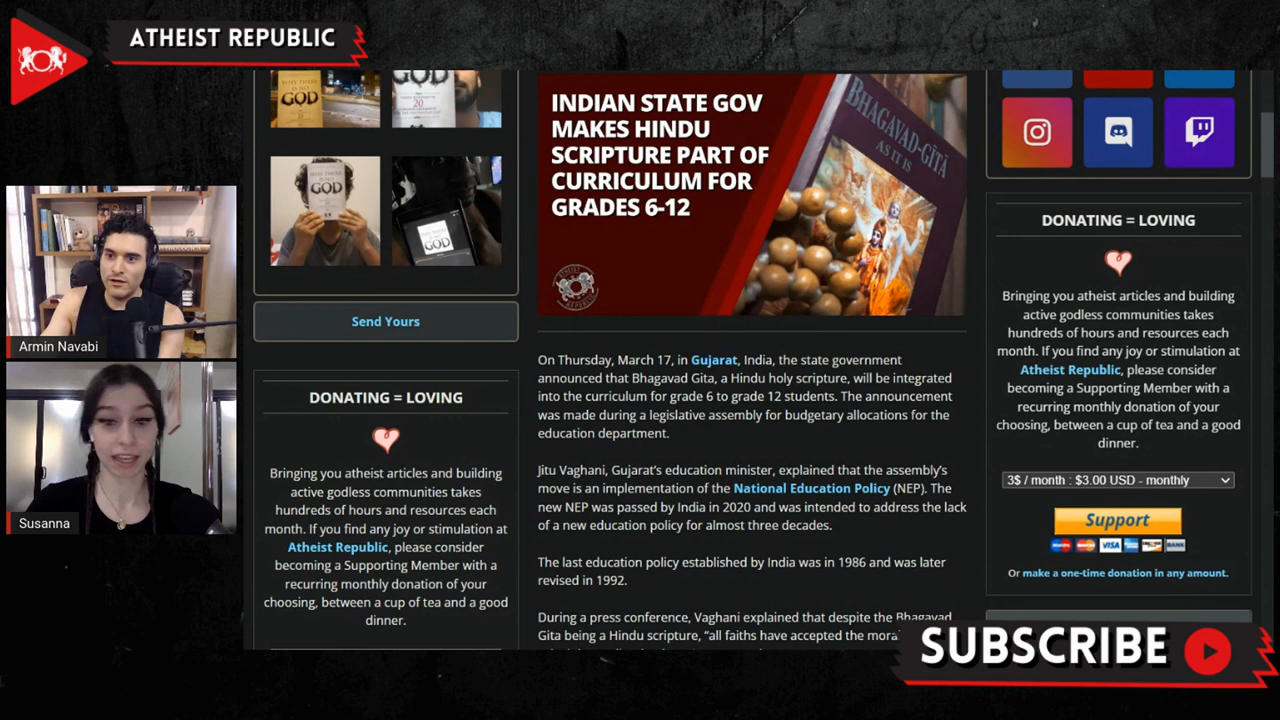 ATHEIST REPUBLIC
Armin Navabi
Susanna
GOD
GOD
20
GOD
GOD
Send Yours
DONATING = LOVING
Bringing you atheist articles and building
active godless communities takes
hundreds of hours and resources each
month. If you find any joy or stimulation at
Atheist Republic, please consider
becoming a Supporting Member with a
recurring monthly donation of your
choosing, between a cup of tea and a good
dinner.
INDIAN STATE GOV
MAKES HINDU
SCRIPTURE PART OF
CURRICULUM FOR
GRADES 6-12
BHAGAVAD-GĪTĀ
AS IT IS
On Thursday, March 17, in Gujarat, India, the state government
announced that Bhagavad Gita, a Hindu holy scripture, will be integrated
into the curriculum for grade 6 to grade 12 students. The announcement
was made during a legislative assembly for budgetary allocations for the
education department.
Jitu Vaghani, Gujarat's education minister, explained that the assembly's
move is an implementation of the National Education Policy (NEP). The
new NEP was passed by India in 2020 and was intended to address the lack
of a new education policy for almost three decades.
The last education policy established by India was in 1986 and was later
revised in 1992.
During a press conference, Vaghani explained that despite the Bhagavad
Gita being a Hindu scripture, "all faiths have accepted the mora
DONATING = LOVING
Bringing you atheist articles and building
active godless communities takes
hundreds of hours and resources each
month. If you find any joy or stimulation at
Atheist Republic, please consider
becoming a Supporting Member with a
recurring monthly donation of your
choosing, between a cup of tea and a good
dinner.
3$ / month : $3.00 USD - monthly
Support
VISA
BANK
Or make a one-time donation in any amount.
SUBSCRIBE